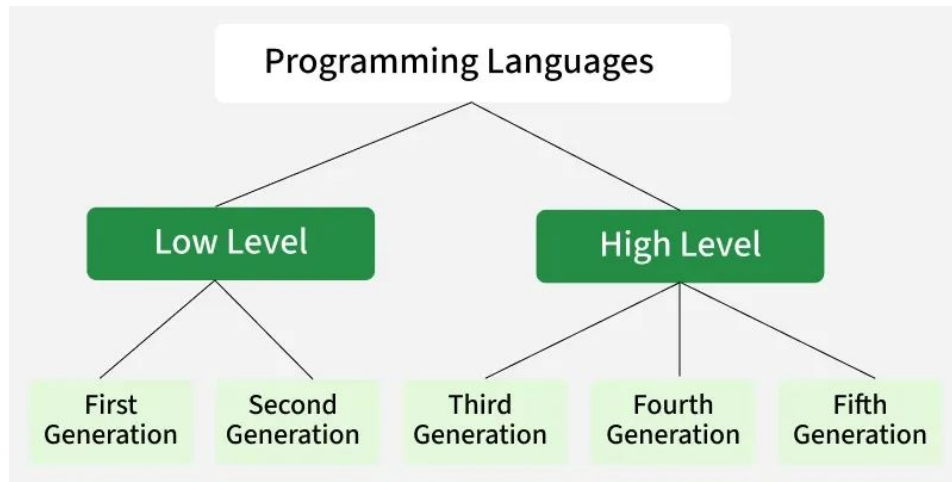 Programming Languages
Low Level
High Level
First
Generation
Second
Generation
Third
Generation
Fourth
Generation
Fifth
Generation